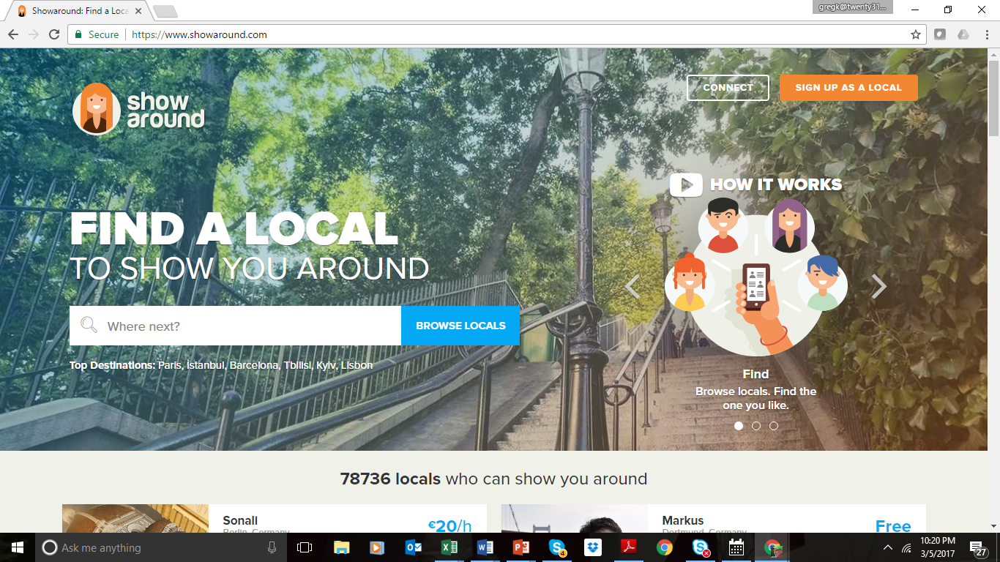 Showaround: Find a Loca
gregk@twenty31...
Secure
https://www.showaround.com
show
around
CONNECT
SIGN UP AS A LOCAL
HOW IT WORKS
FIND A LOCAL
TO SHOW YOU AROUND
Where next?
BROWSE LOCALS
Top Destinations: Paris, İstanbul, Barcelona, Tbilisi, Kyiv, Lisbon
Find
Browse locals. Find the
one you like.
78736 locals who can show you around
Sonall
Berlin, Germany
€20/h
Markus
Dortmund, Germany
Free
Ask me anything
4
10:20 PM
3/5/2017
27